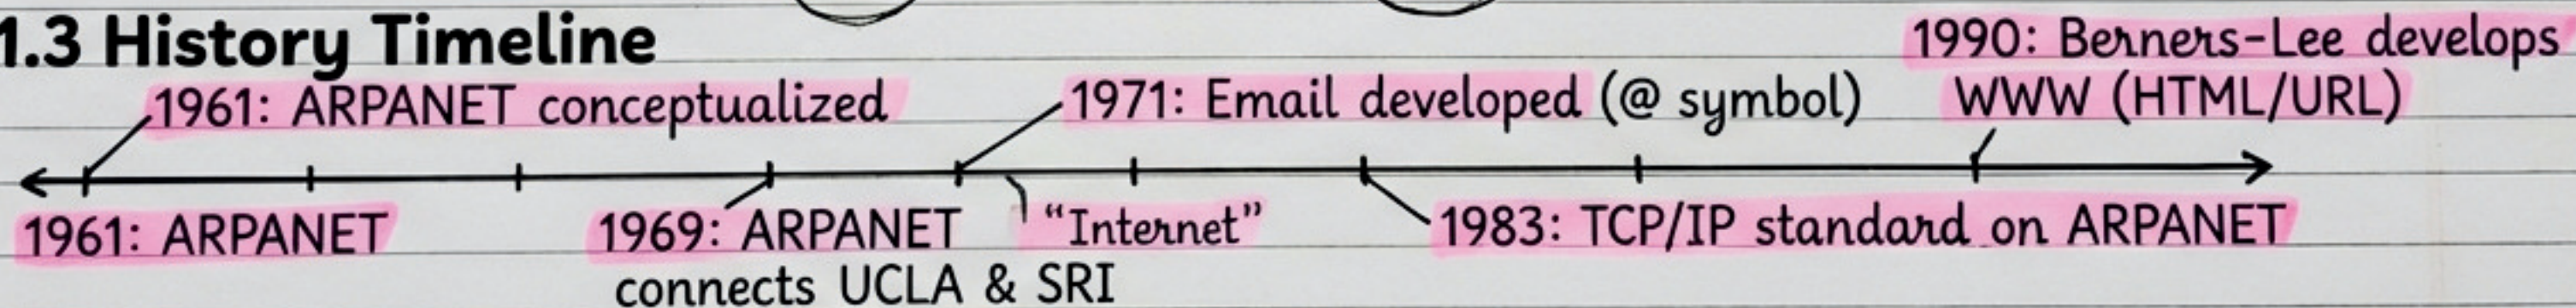 1.3 History Timeline
1990: Berners-Lee develops
WWW (HTML/URL)
1961: ARPANET conceptualized
1971: Email developed (@ symbol)
1961: ARPANET
1969: ARPANET
connects UCLA & SRI
“Internet”
1983: TCP/IP standard on ARPANET